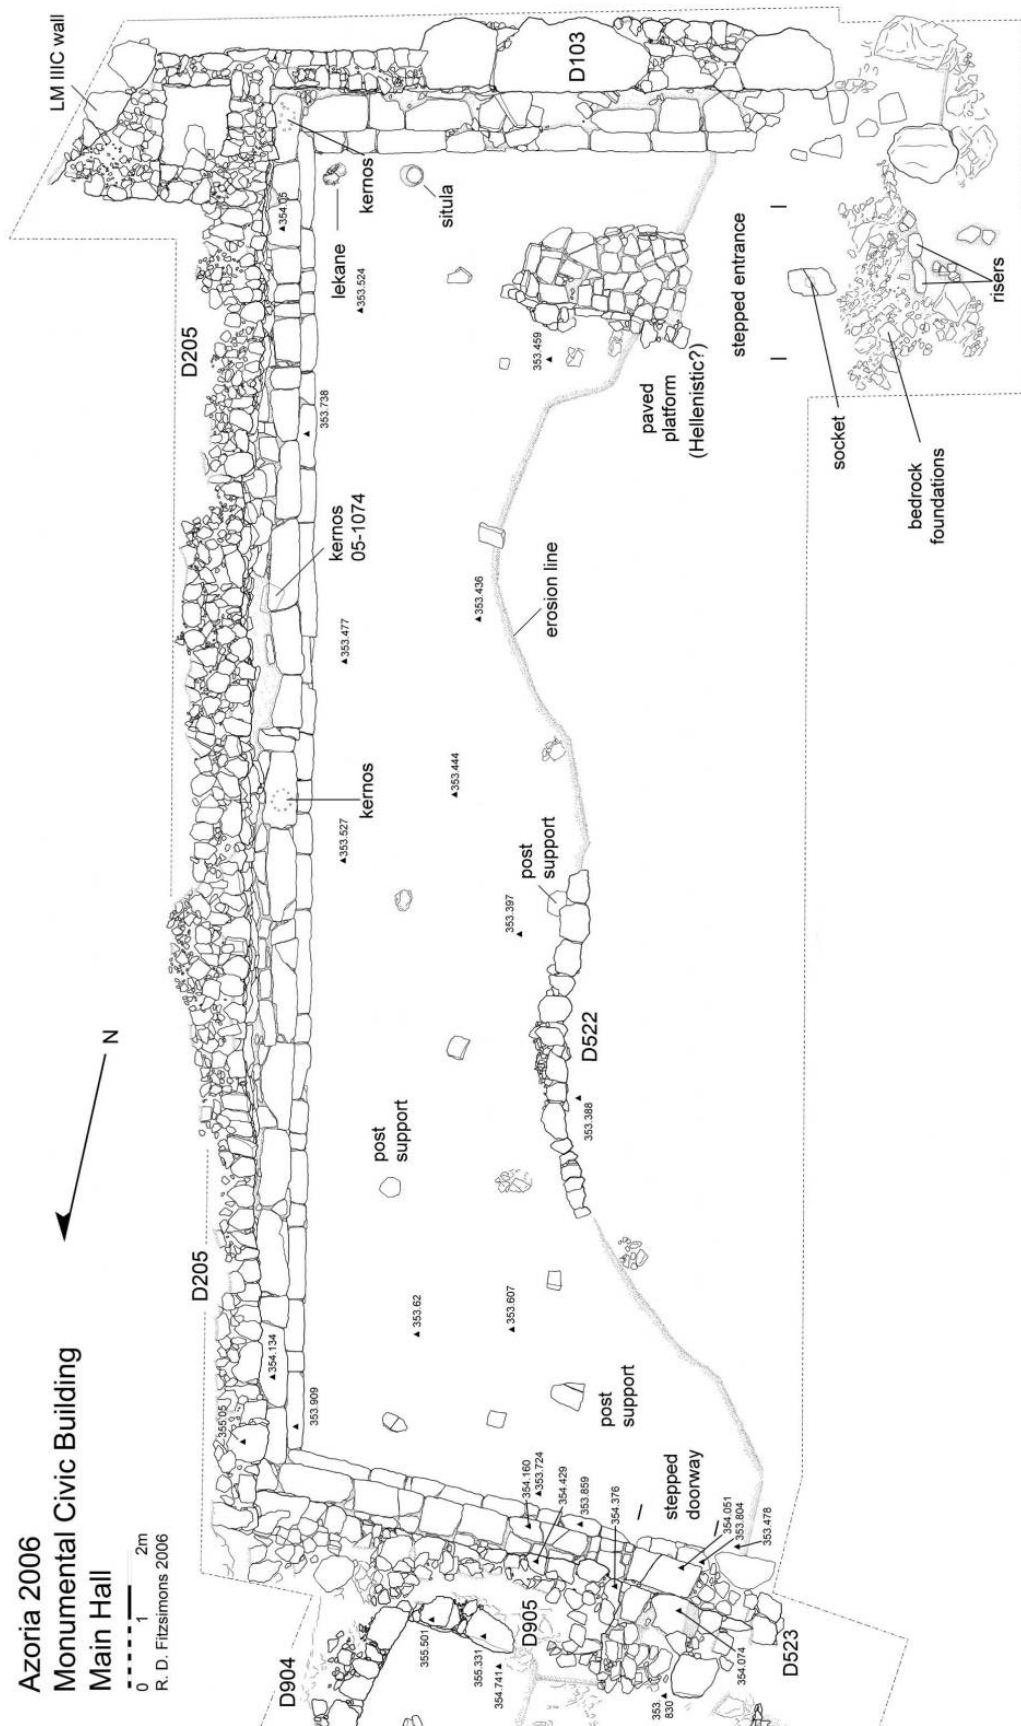 Azoria 2006
Monumental Civic Building
Main Hall
0 1 2m
R. D. Fitzsimons 2006
N
LM IIIC wall
D103
kernos
354.05
lekane
situla
353.524
D205
stepped entrance
risers
353.459
353.738
paved
platform
(Hellenistic?)
socket
bedrock
foundations
kernos
05-1074
353.436
erosion line
353.477
353.444
kernos
353.527
post
support
353.397
D522
353.388
post
support
D205
353.62
353.607
354.134
355.05
353.909
post
support
354.160
353.724
354.429
353.859
354.376
stepped
doorway
354.051
353.804
353.478
D904
355.501
355.331
354.741
D905
353.
830
354.074
D523